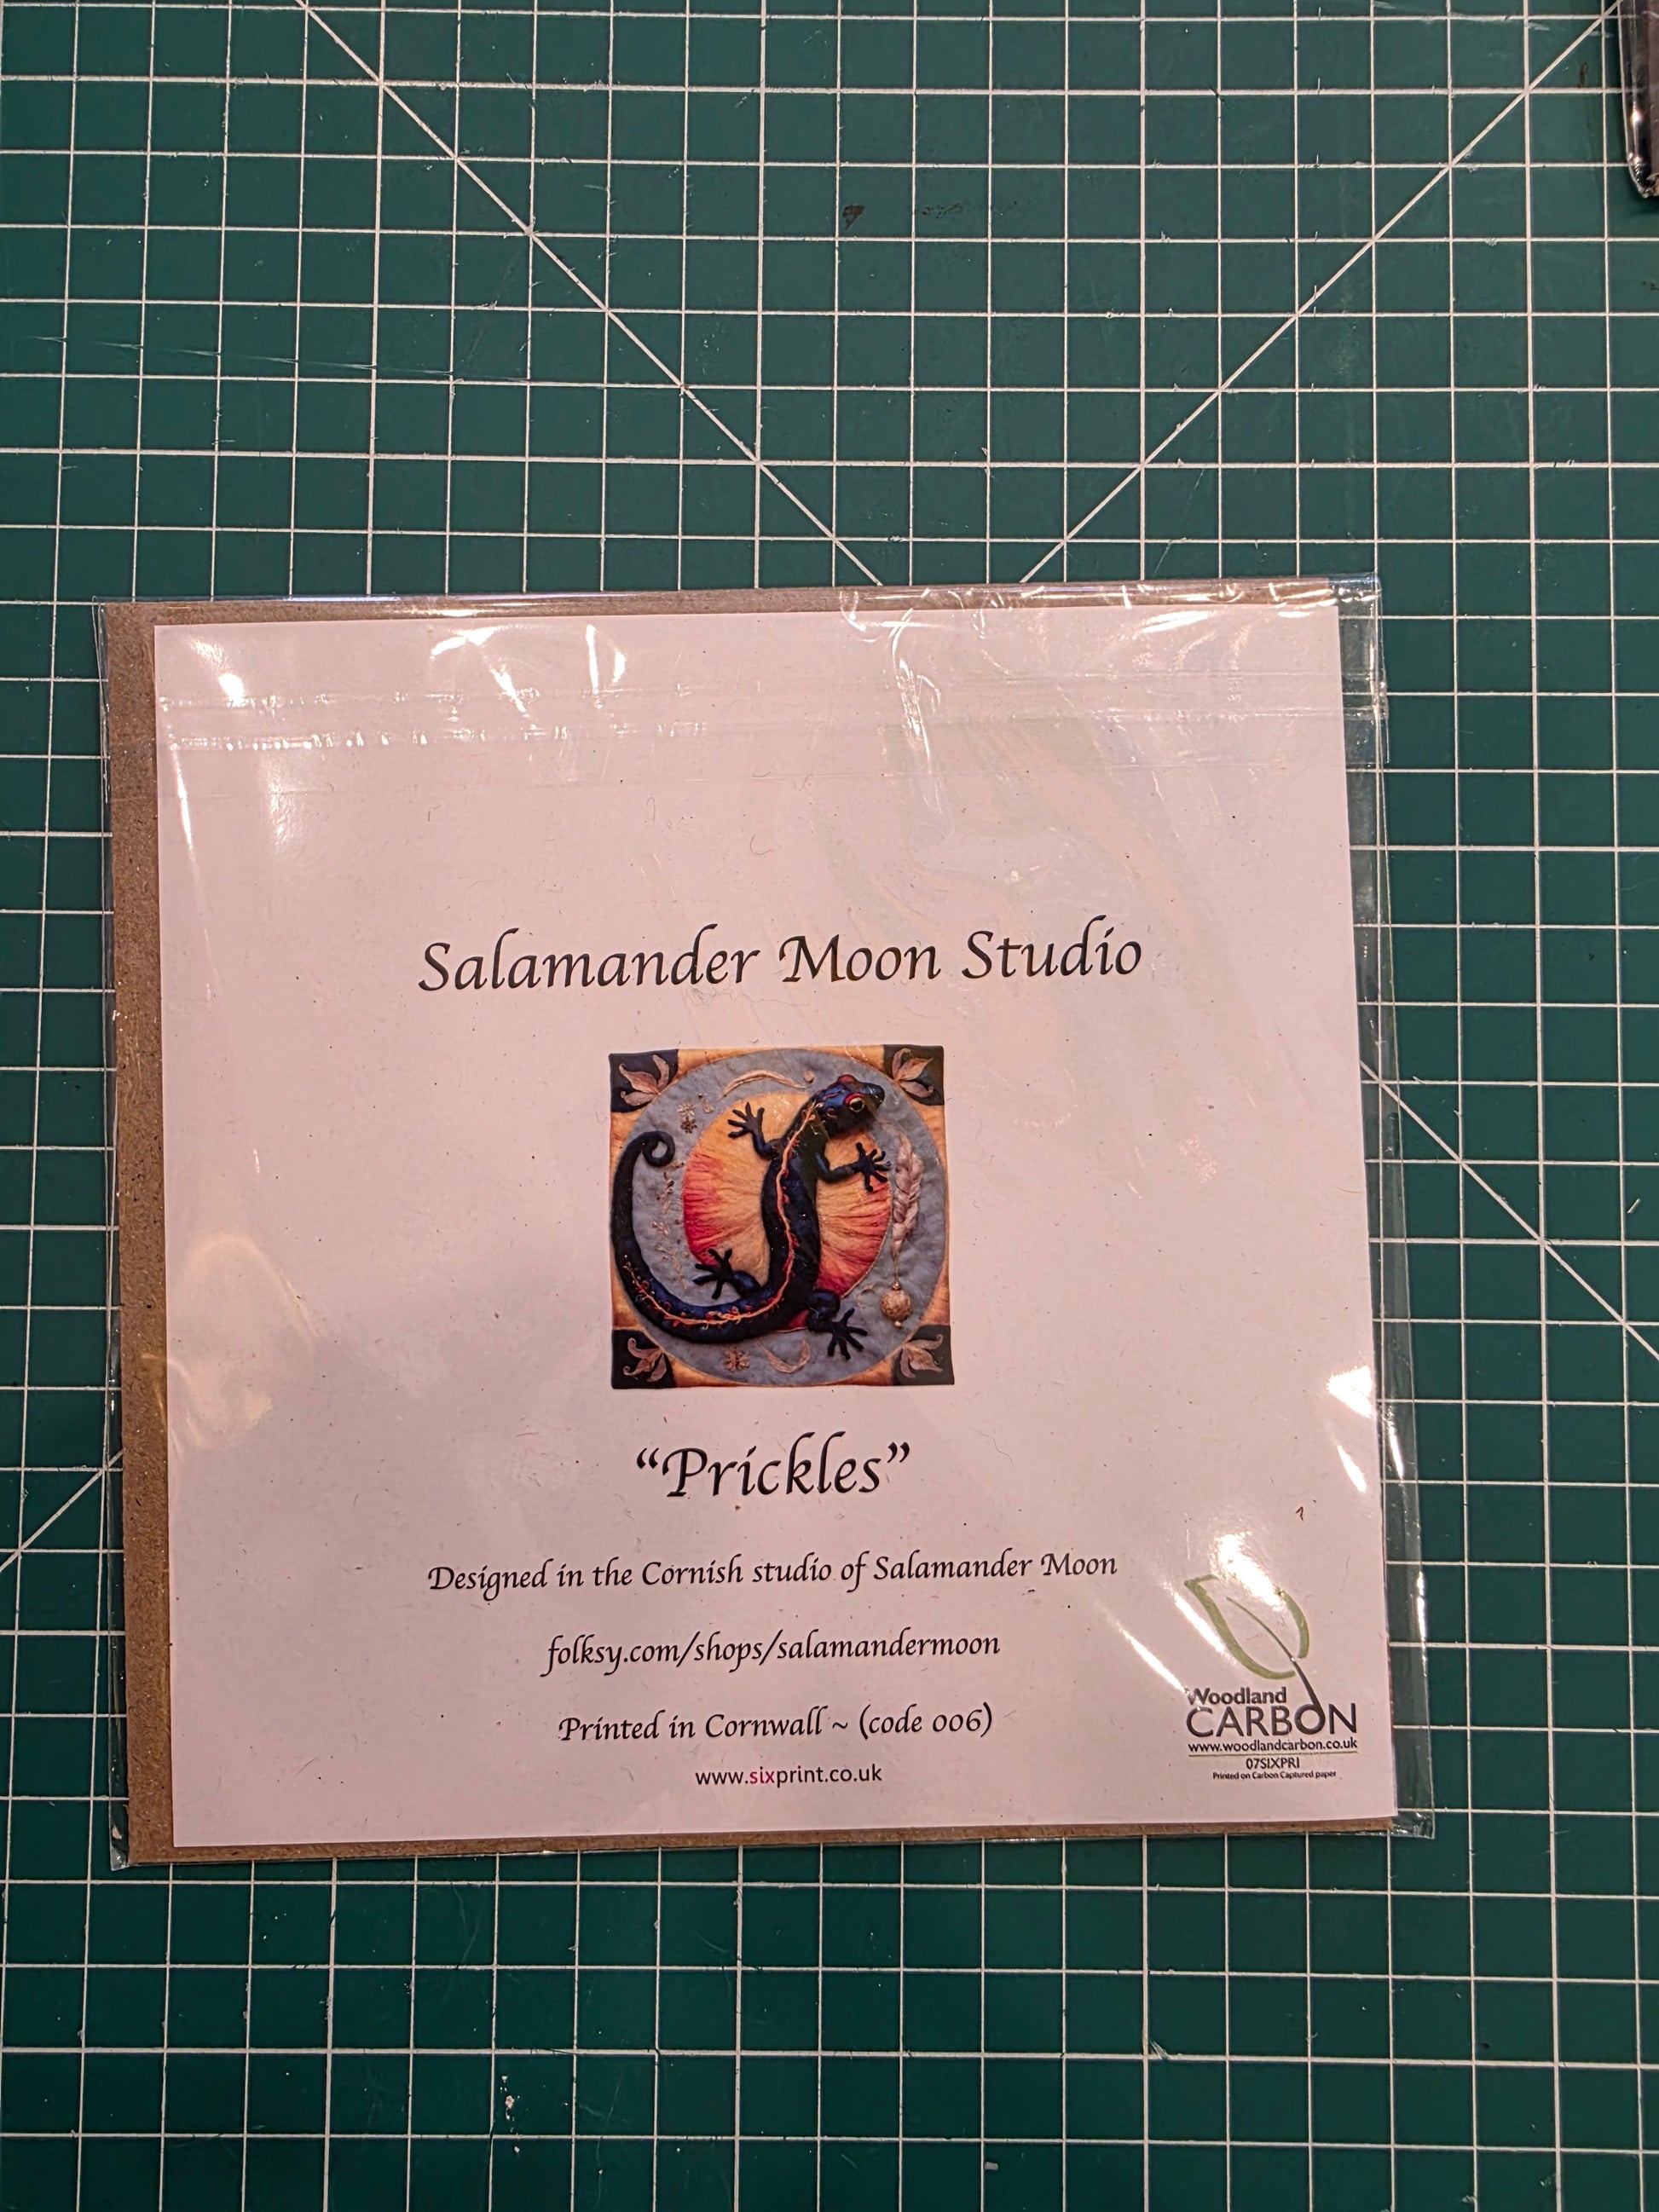 Salamander Moon Studio
“Prickles”
Designed in the Cornish studio of Salamander Moon
folksy.com/shops/salamandermoon
Printed in Cornwall ~ (code 006)
www.sixprint.co.uk
Woodland
CARBON
www.woodlandcarbon.co.uk
07SIXPRI
Printed on Carbon Captured paper